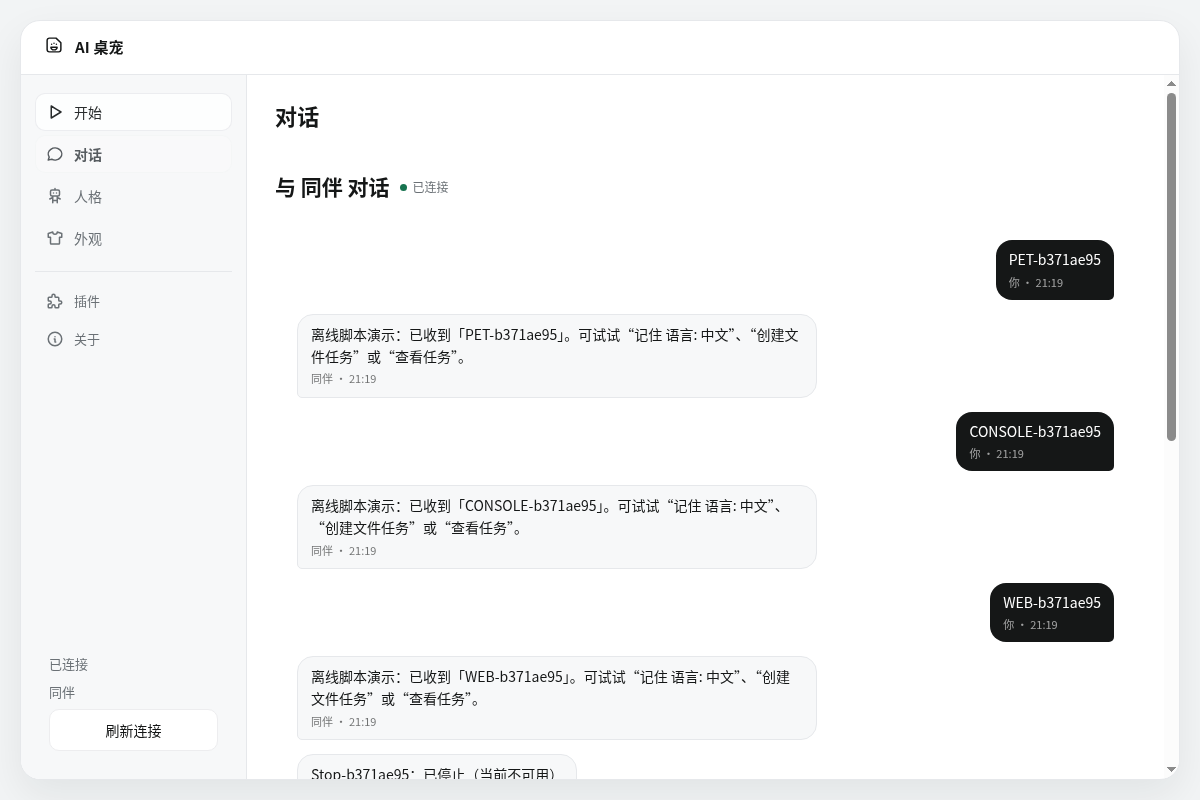 AI 桌宠
开始
对话
人格
外观
插件
关于
已连接
同伴
刷新连接
对话
与 同伴 对话
已连接
PET-b371ae95
你 · 21:19
离线脚本演示：已收到「PET-b371ae95」。可试试“记住 语言: 中文”、“创建文
件任务”或“查看任务”。
同伴 · 21:19
CONSOLE-b371ae95
你 · 21:19
离线脚本演示：已收到「CONSOLE-b371ae95」。可试试“记住 语言: 中文”、
“创建文件任务”或“查看任务”。
同伴 · 21:19
WEB-b371ae95
你 · 21:19
离线脚本演示：已收到「WEB-b371ae95」。可试试“记住 语言: 中文”、“创建
文件任务”或“查看任务”。
同伴 · 21:19
Stop-b371ae95：已停止（当前不可用）